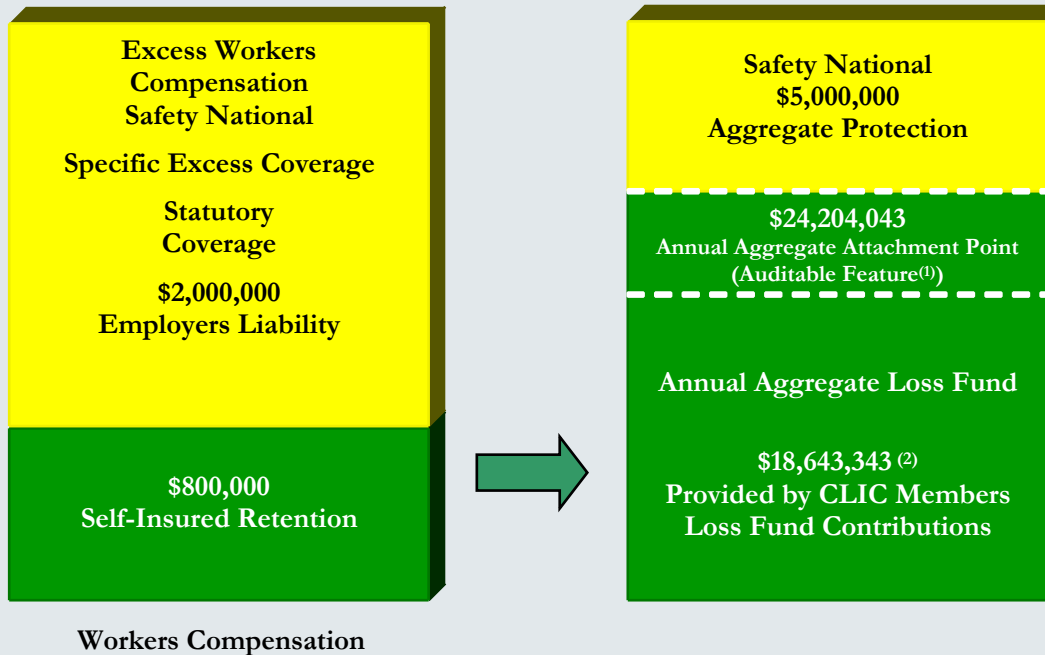 Excess Workers
Compensation
Safety National
Specific Excess Coverage
Statutory
Coverage
$2,000,000
Employers Liability
$800,000
Self-Insured Retention
Workers Compensation
Safety National
$5,000,000
Aggregate Protection
$24,204,043
Annual Aggregate Attachment Point
(Auditable Feature(1))
Annual Aggregate Loss Fund
$18,643,343 (2)
Provided by CLIC Members
Loss Fund Contributions